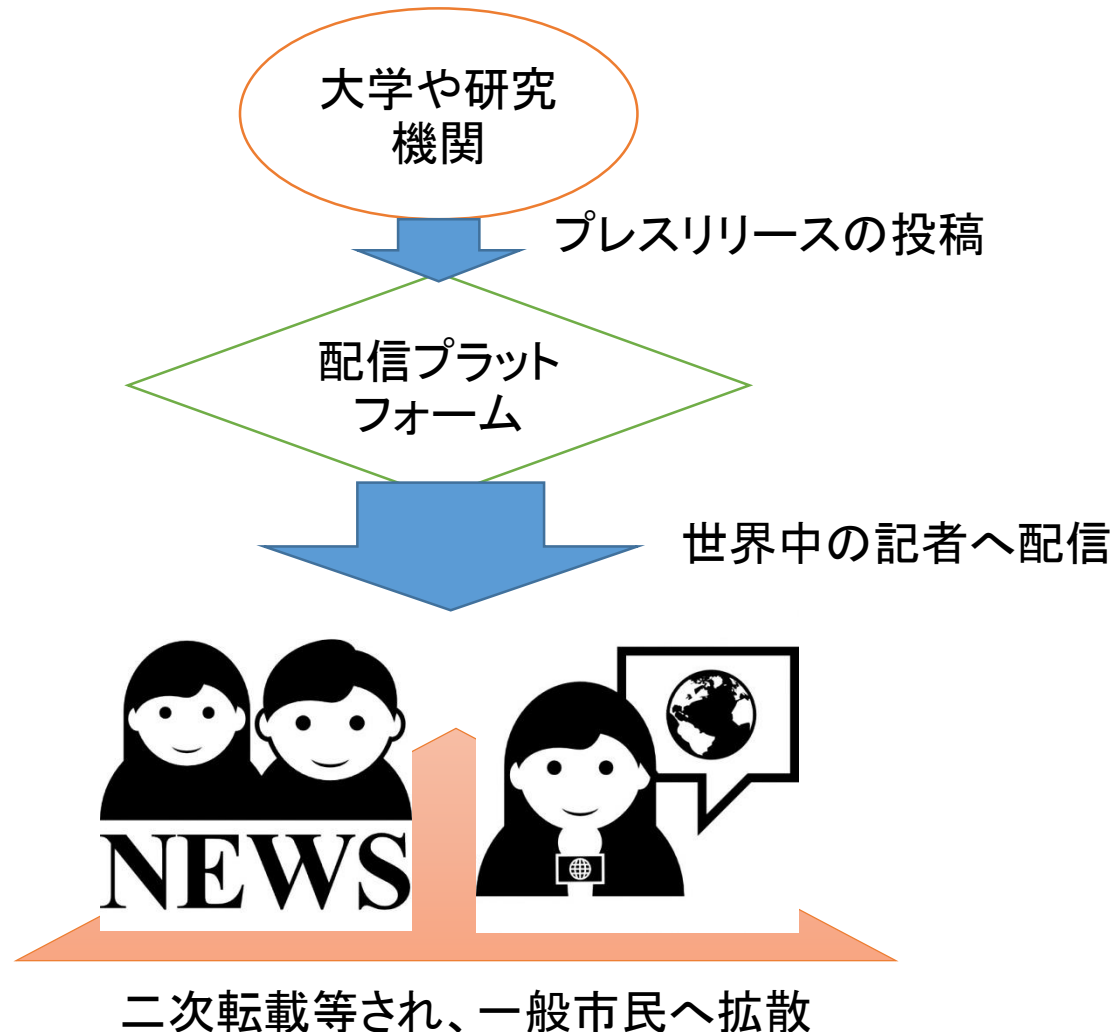 大学や研究
機関
プレスリリースの投稿
配信プラット
フォーム
世界中の記者へ配信
NEWS
二次転載等され、一般市民へ拡散